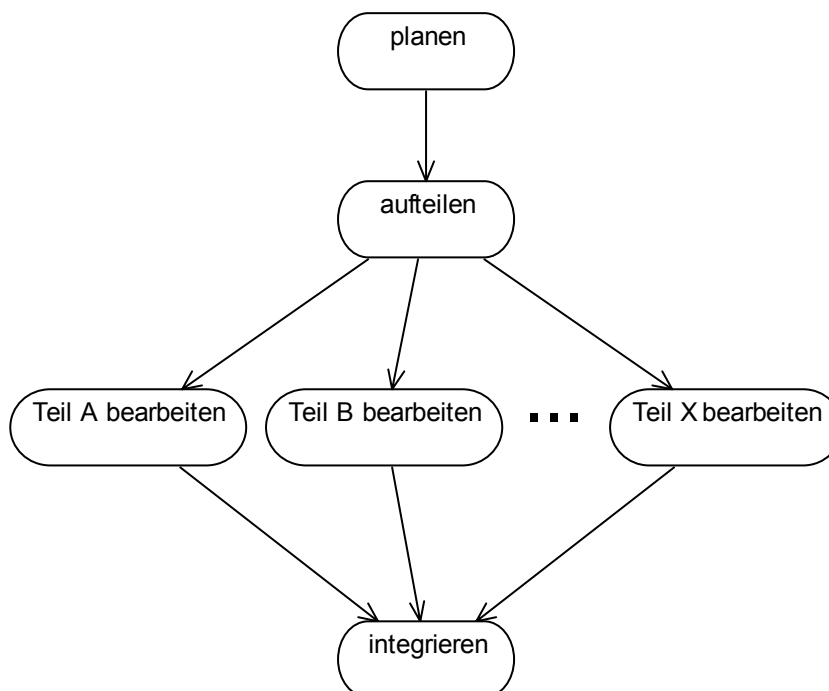 planen
aufteilen
Teil A bearbeiten
Teil B bearbeiten
...
Teil X bearbeiten
integrieren